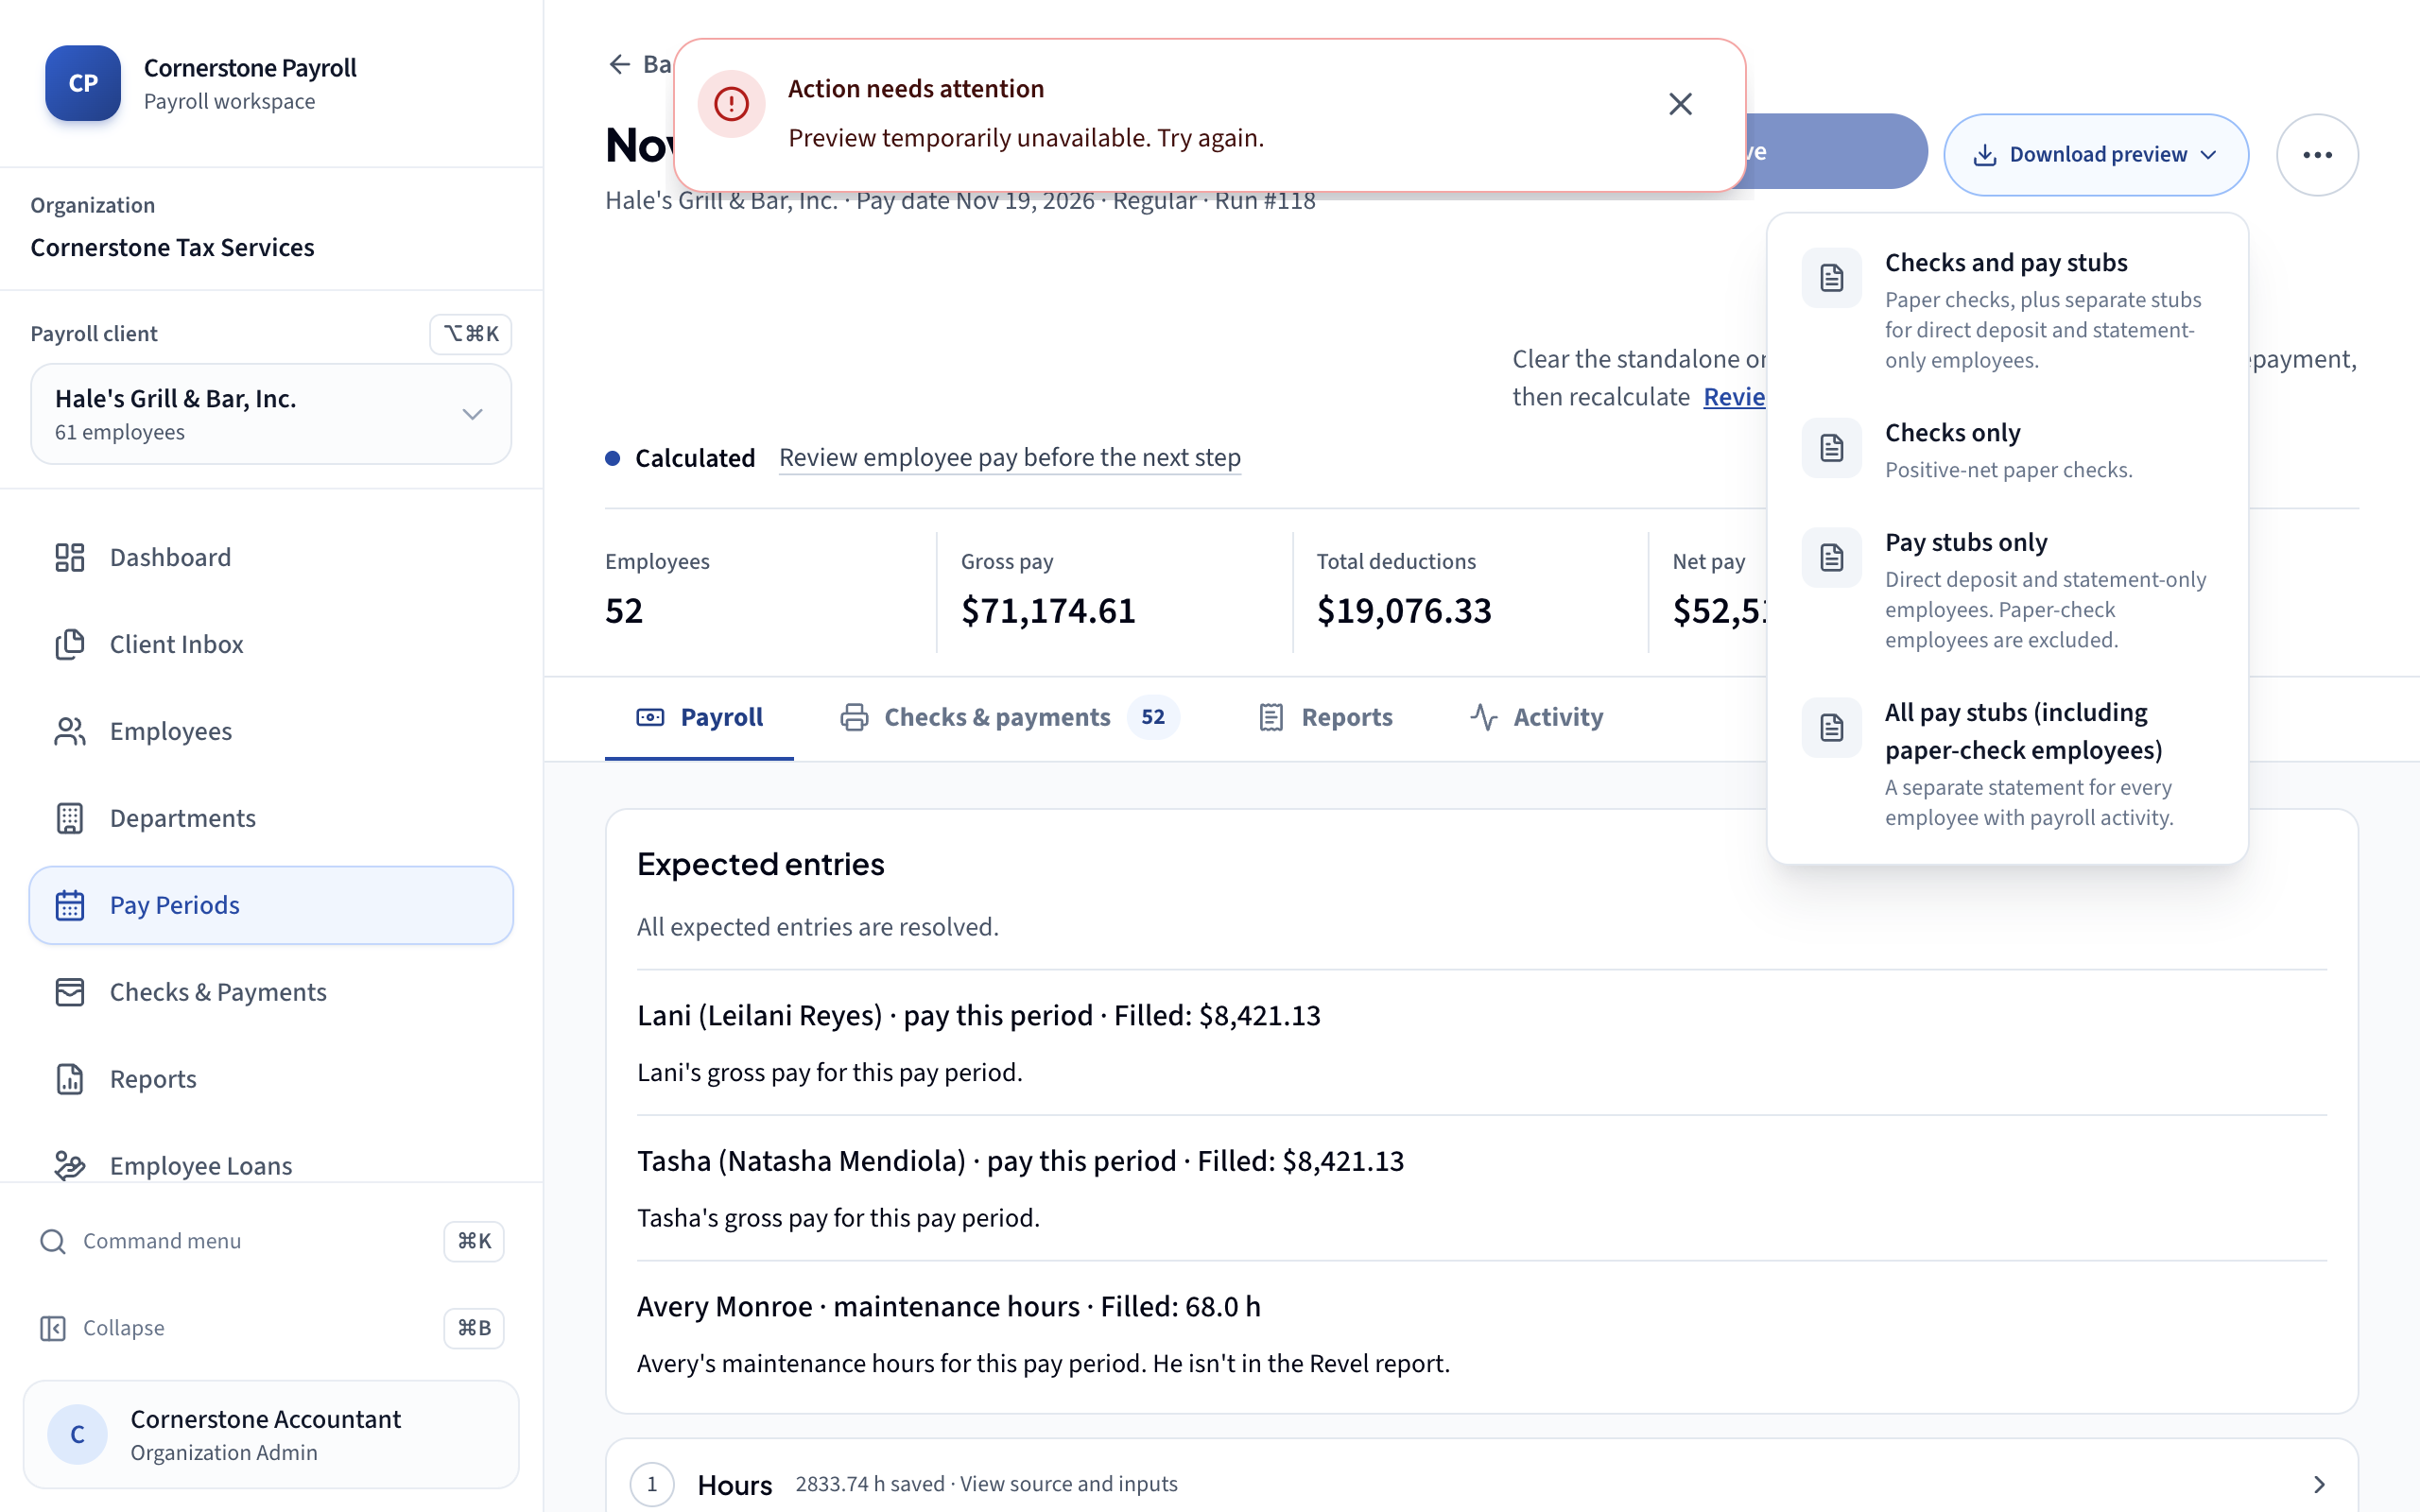 CP
Cornerstone Payroll
Payroll workspace
Organization
Cornerstone Tax Services
Payroll client
⌥⌘K
Hale's Grill & Bar, Inc.
61 employees
Dashboard
Client Inbox
Employees
Departments
Pay Periods
Checks & Payments
Reports
Employee Loans
Command menu
⌘K
Collapse
⌘B
C
Cornerstone Accountant
Organization Admin
Action needs attention
Preview temporarily unavailable. Try again.
Download preview
Hale's Grill & Bar, Inc. · Pay date Nov 19, 2026 · Regular · Run #118
Clear the standalone
then recalculate
Calculated
Review employee pay before the next step
Employees
52
Gross pay
$71,174.61
Total deductions
$19,076.33
Net pay
Checks and pay stubs
Paper checks, plus separate stubs
for direct deposit and statement-
only employees.
Checks only
Positive-net paper checks.
Pay stubs only
Direct deposit and statement-only
employees. Paper-check
employees are excluded.
All pay stubs (including
paper-check employees)
A separate statement for every
employee with payroll activity.
Payroll
Checks & payments 52
Reports
Activity
Expected entries
All expected entries are resolved.
Lani (Leilani Reyes) · pay this period · Filled: $8,421.13
Lani's gross pay for this pay period.
Tasha (Natasha Mendiola) · pay this period · Filled: $8,421.13
Tasha's gross pay for this pay period.
Avery Monroe · maintenance hours · Filled: 68.0 h
Avery's maintenance hours for this pay period. He isn't in the Revel report.
1
Hours 2833.74 h saved · View source and inputs